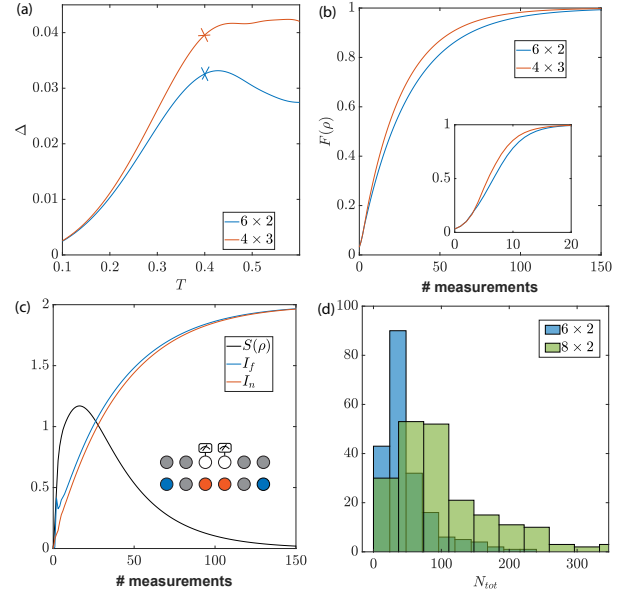 (a)
0.04
0.03
0.02
0.01
0
Δ
0.1 0.2 0.3 0.4 0.5
T
6 × 2
4 × 3
(b)
1
0.8
0.6
0.4
0.2
0
F(ρ)
0 50 100 150
# measurements
6 × 2
4 × 3
1
0.5
0
0 10 20
(c)
2
1.5
1
0.5
0
0 50 100 150
# measurements
S(ρ)
I_f
I_n
(d)
100
80
60
40
20
0
0 100 200 300
N_tot
6 × 2
8 × 2